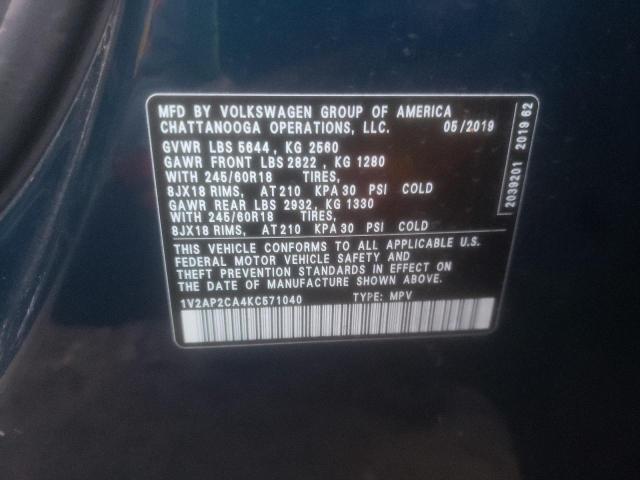 MFD BY VOLKSWAGEN GROUP OF AMERICA
CHATTANOOGA OPERATIONS, LLC. 05/2019
GVWR LBS 5644 , KG 2560
GAWR FRONT LBS 2822 , KG 1280
WITH 245/60R18 TIRES,
8JX18 RIMS, AT 210 KPA 30 PSI COLD
GAWR REAR LBS 2932, KG 1330
WITH 245/60R18 TIRES,
8JX18 RIMS, AT 210 KPA 30 PSI COLD
THIS VEHICLE CONFORMS TO ALL APPLICABLE U.S.
FEDERAL MOTOR VEHICLE SAFETY AND
THEFT PREVENTION STANDARDS IN EFFECT ON
THE DATE OF MANUFACTURE SHOWN ABOVE.
1V2AP2CA4KC571040 TYPE: MPV
2039201 2019 62